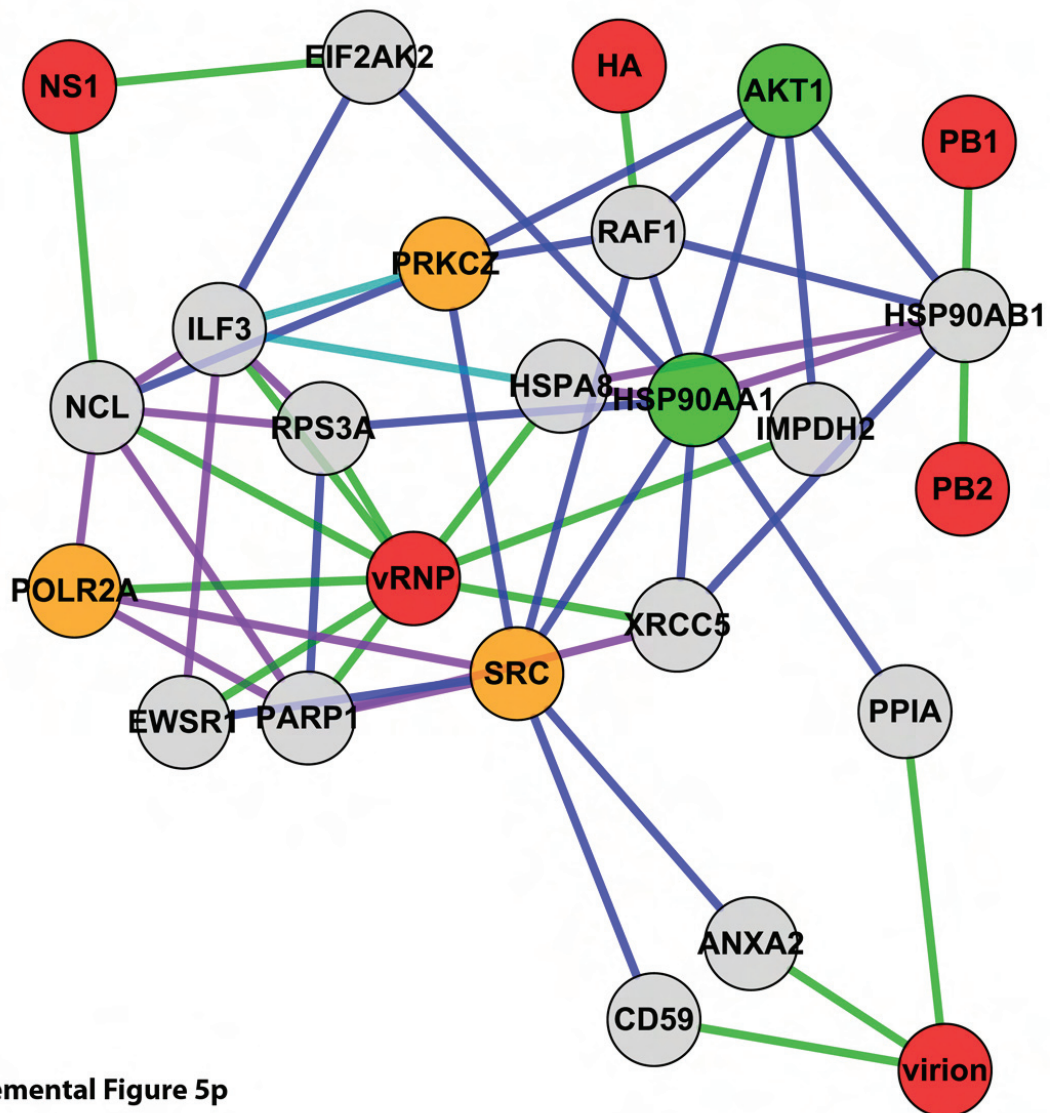 EIF2AK2
NS1
HA
AKT1
PB1
RAF1
PRKCZ
ILF3
HSP90AB1
HSPA8
HSP90AA1
NCL
RPS3A
IMPDH2
PB2
vRNP
POLR2A
XRCC5
SRC
EWSR1
PARP1
PPIA
ANXA2
CD59
virion
emental Figure 5p